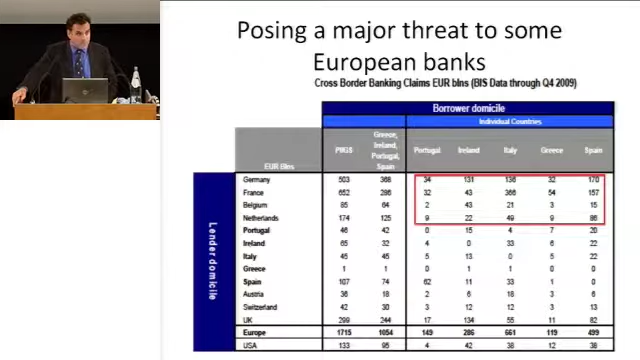 Posing a major threat to some
European banks
Cross Border Banking Claims EUR blns (BIS Data through Q4 2009)
Borrower domicile
Individual Countries
EUR Blns PIIGS Greece, Ireland, Portugal, Spain Portugal Ireland Italy Greece Spain
Lender domicile
Germany 503 368 34 131 136 32 170
France 652 286 32 43 366 54 157
Belgium 85 64 2 43 21 3 15
Netherlands 174 125 9 22 49 9 86
Portugal 46 42 0 15 4 7 20
Ireland 65 32 4 0 33 6 22
Italy 45 45 5 13 0 5 22
Greece 1 1 0 1 0 0 0
Spain 107 74 62 11 33 1 0
Austria 36 18 2 6 18 3 6
Switzerland 42 30 3 12 12 3 13
UK 299 244 17 134 55 11 82
Europe 1715 1054 149 286 661 119 499
USA 133 95 4 42 38 12 38